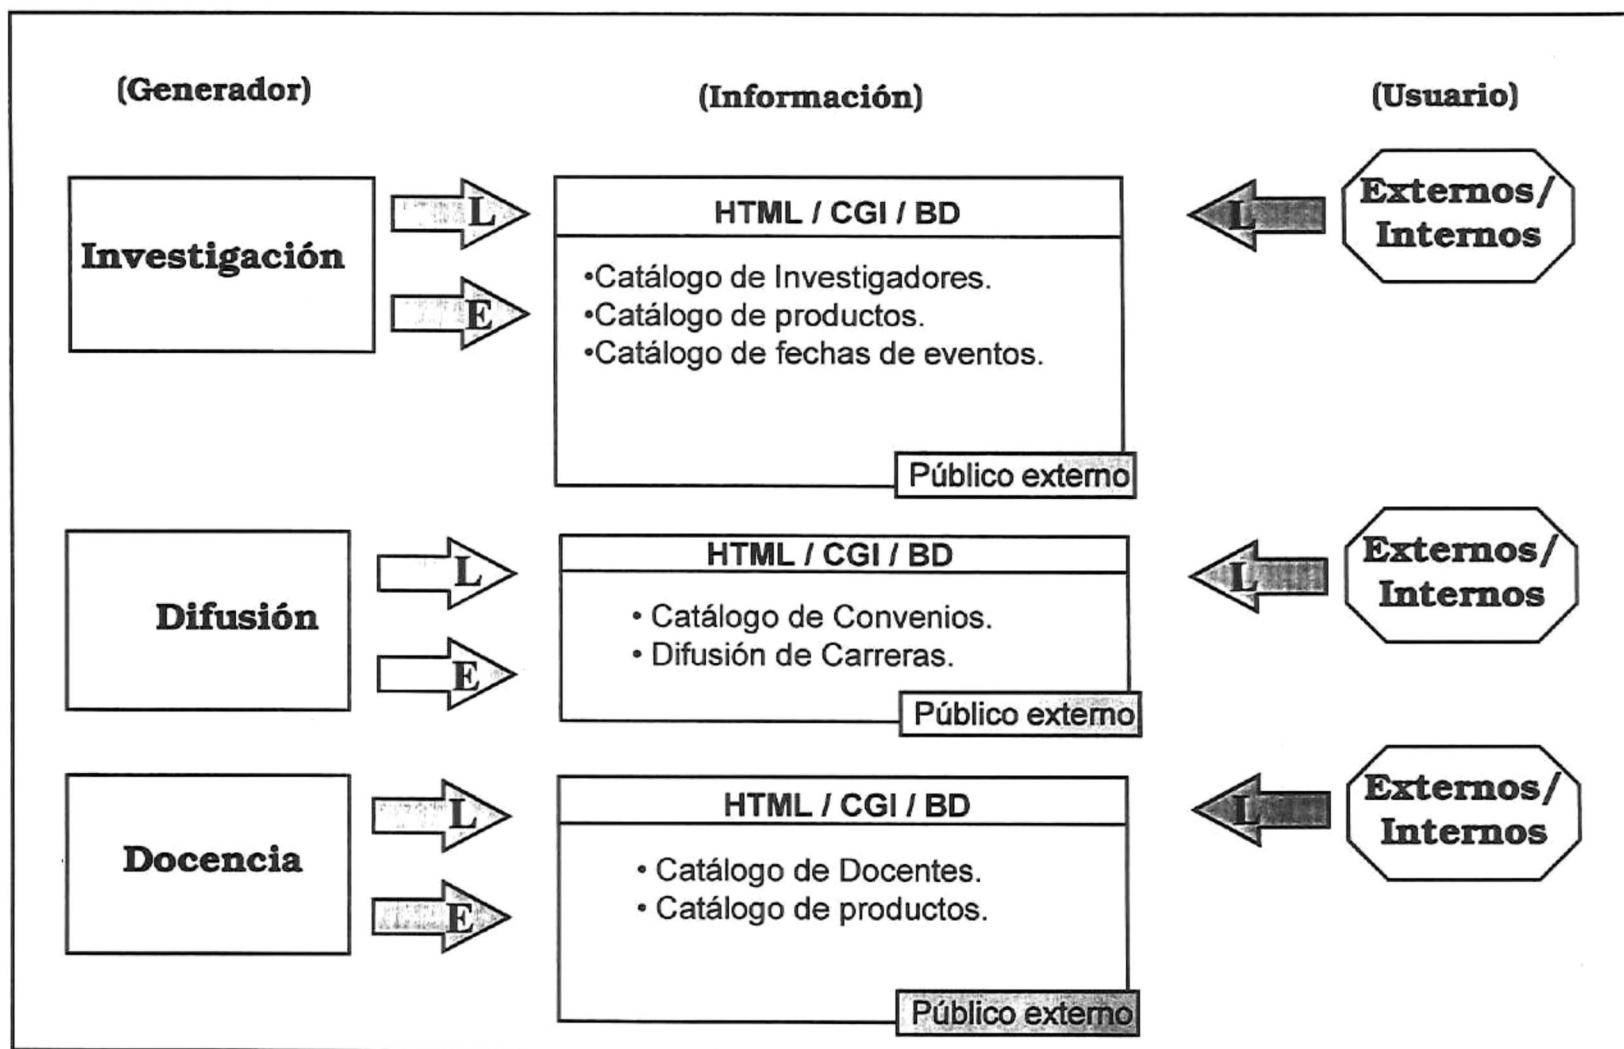 (Generador)
(Información)
(Usuario)
Investigación
L
E
HTML / CGI / BD
•Catálogo de Investigadores.
•Catálogo de productos.
•Catálogo de fechas de eventos.
Público externo
L
Externos/
Internos
Difusión
L
E
HTML / CGI / BD
• Catálogo de Convenios.
• Difusión de Carreras.
Público externo
L
Externos/
Internos
Docencia
L
E
HTML / CGI / BD
• Catálogo de Docentes.
• Catálogo de productos.
Público externo
L
Externos/
Internos